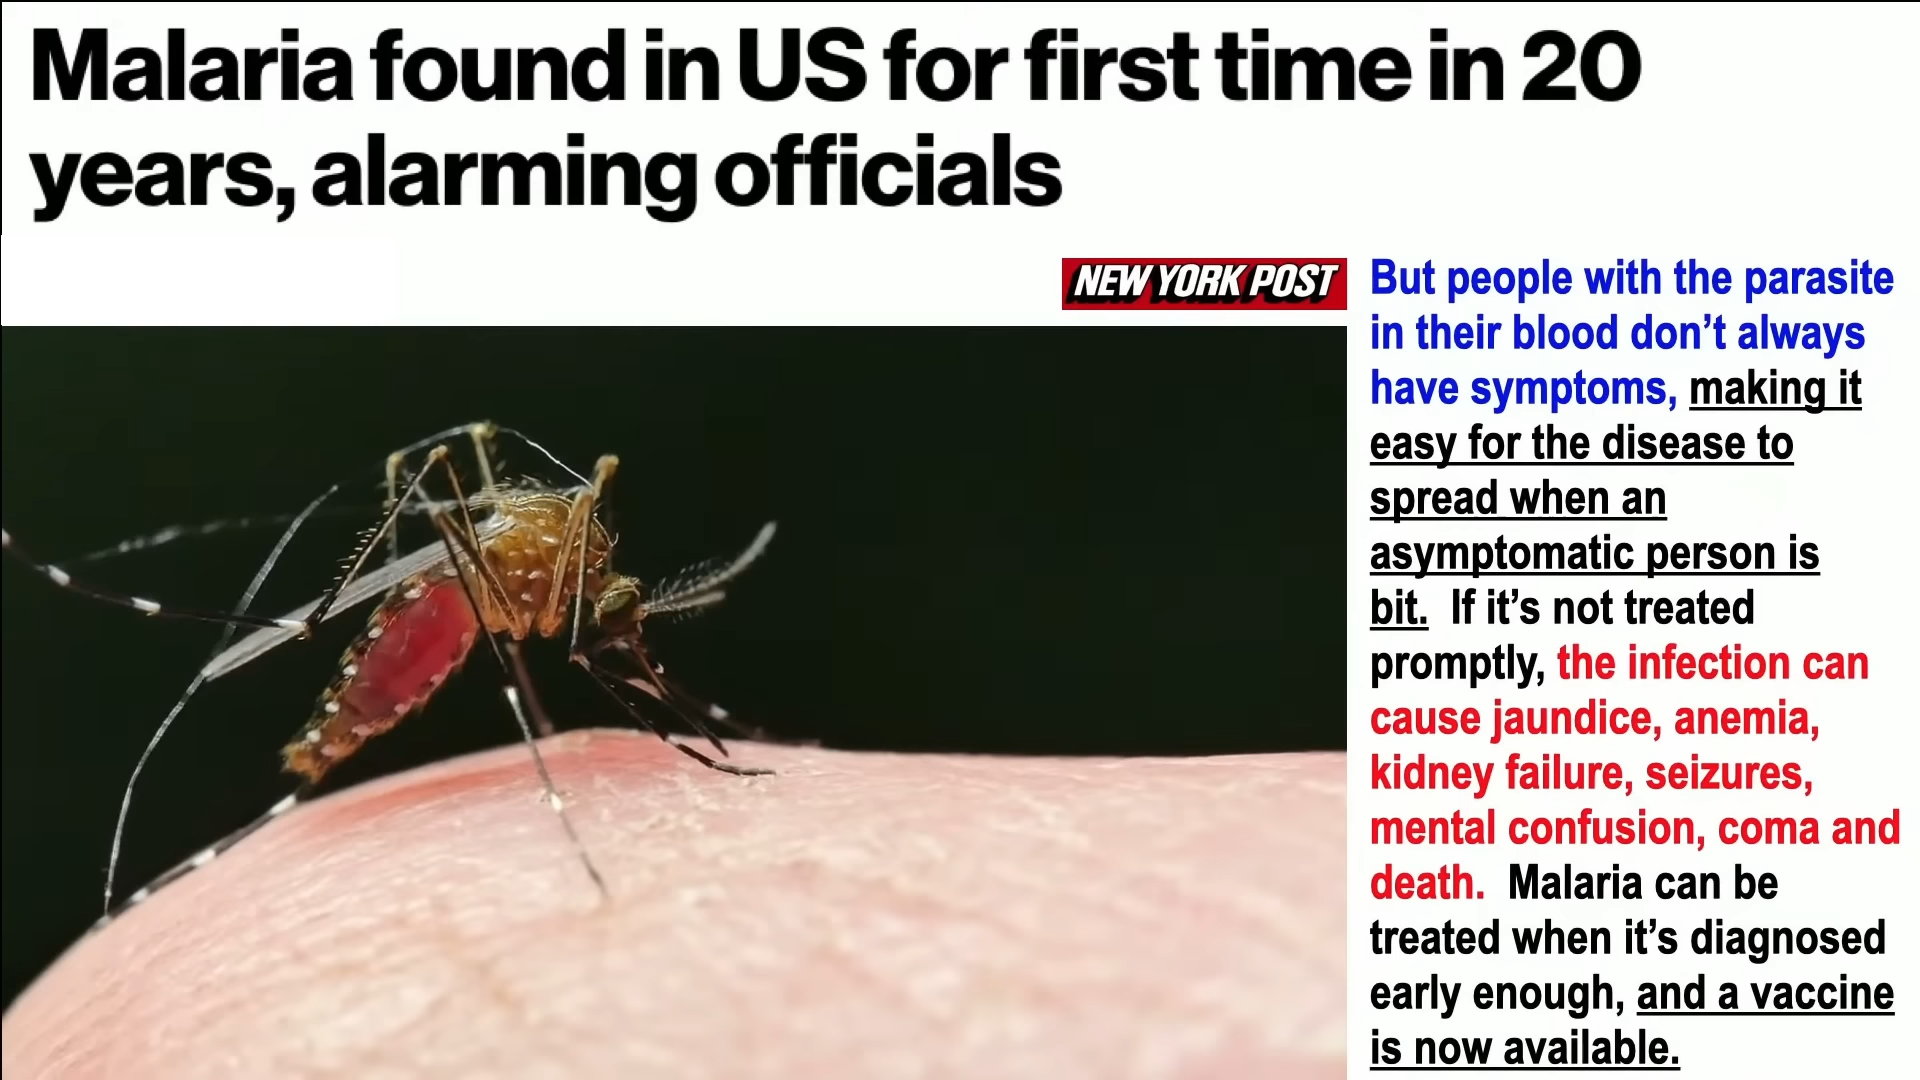 Malaria found in US for first time in 20
years, alarming officials
NEW YORK POST
But people with the parasite
in their blood don’t always
have symptoms, making it
easy for the disease to
spread when an
asymptomatic person is
bit.  If it’s not treated
promptly, the infection can
cause jaundice, anemia,
kidney failure, seizures,
mental confusion, coma and
death.  Malaria can be
treated when it’s diagnosed
early enough, and a vaccine
is now available.